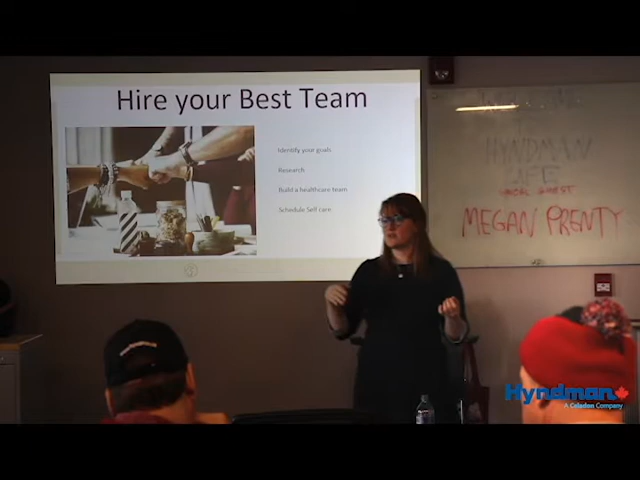 Hire your Best Team
Identify your goals
Research
Build a healthcare team
Schedule Self care
HYNDMAN
MEGAN PRENTY
Hyndman
A Celadon Company